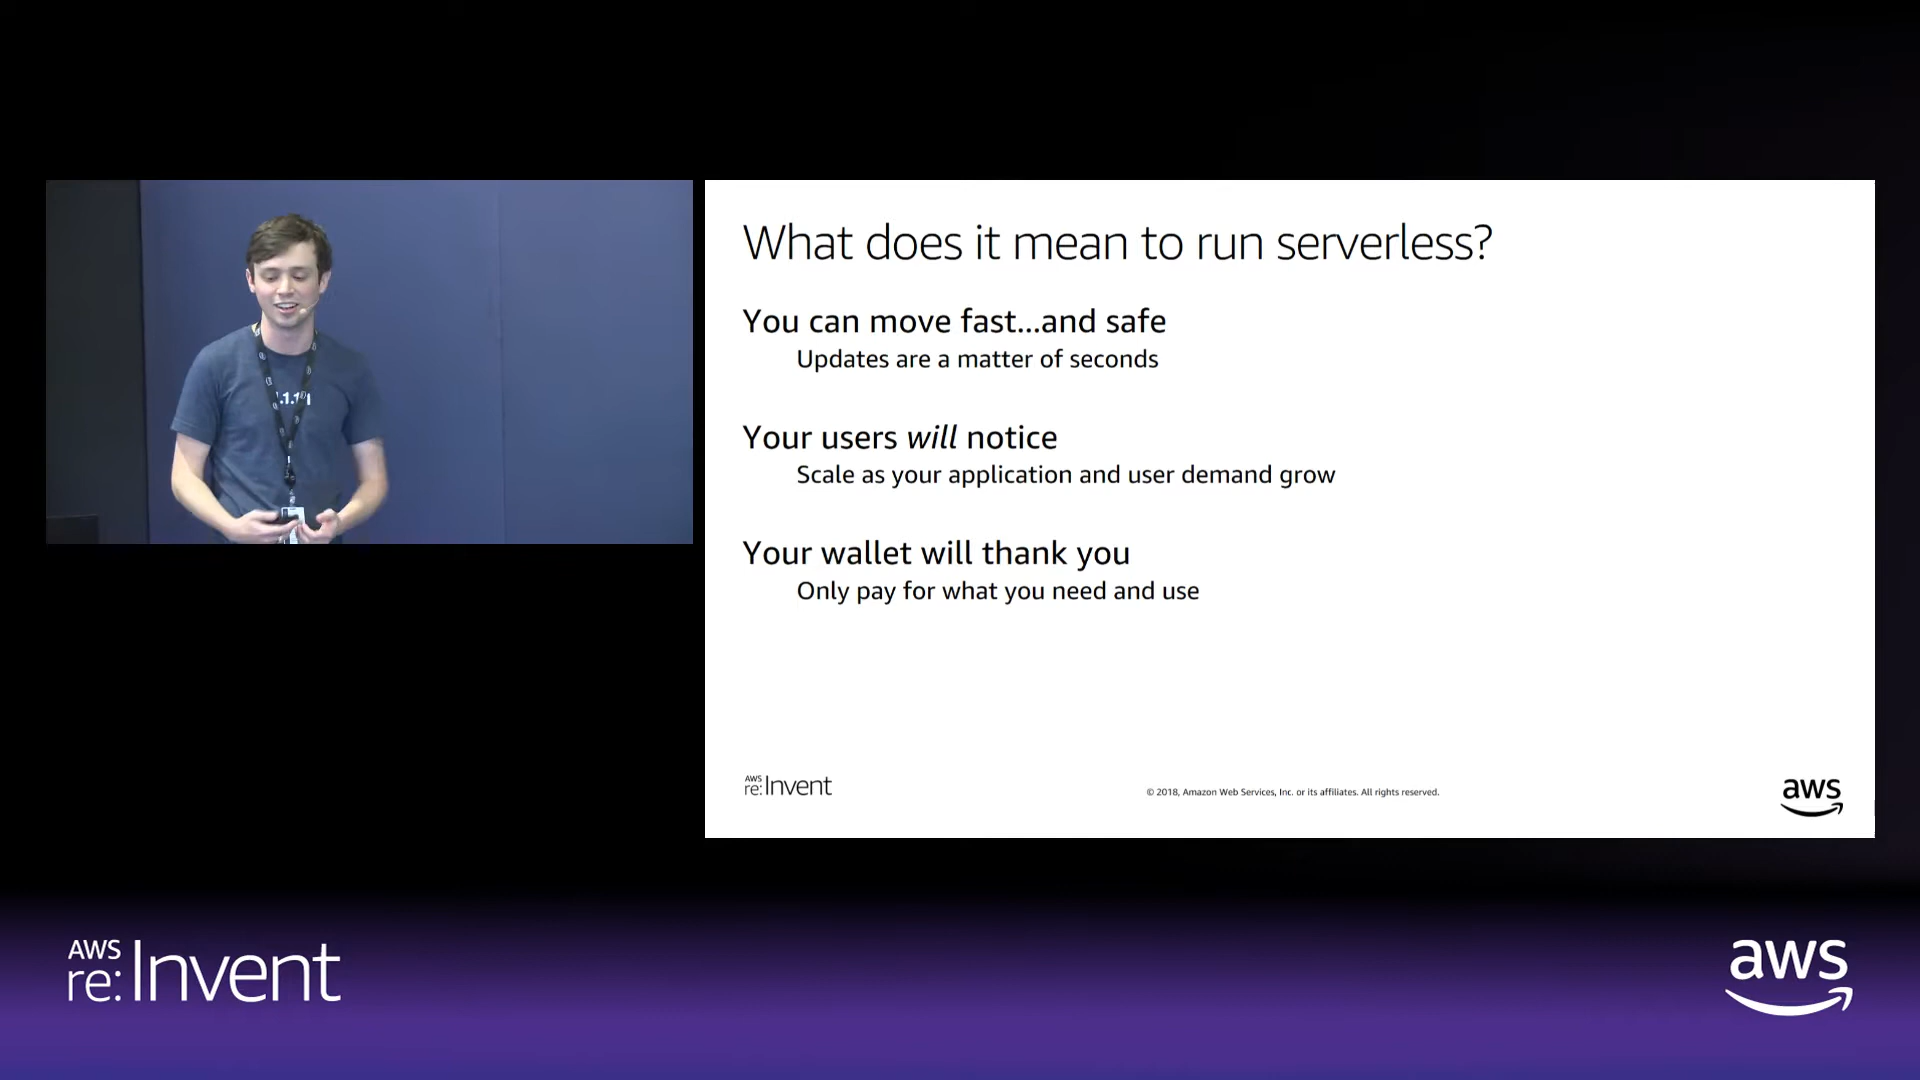 What does it mean to run serverless?
You can move fast...and safe
Updates are a matter of seconds
Your users will notice
Scale as your application and user demand grow
Your wallet will thank you
Only pay for what you need and use
AWS
re:Invent
© 2018, Amazon Web Services, Inc. or its affiliates. All rights reserved.
aws
AWS
re:Invent
aws